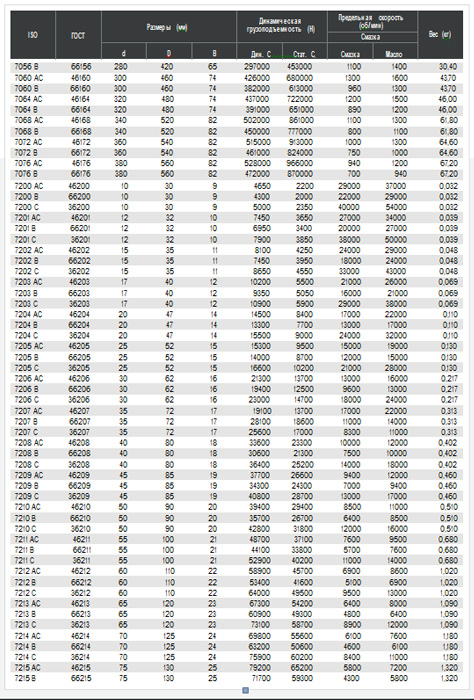 ISO ГОСТ Размеры (мм) Динамическая грузоподъемность (Н) Предельная скорость (об/мин) Вес (кг)
Смазка
d D B Дин. C, Стат. C, Смазка Масло
7056 B 66156 280 420 65 297000 453000 1100 1400 30,40
7060 AC 46160 300 460 74 426000 680000 1300 1600 43,70
7060 B 66160 300 460 74 382000 613000 960 1300 43,70
7064 AC 46164 320 480 74 437000 722000 1200 1500 46,00
7064 B 66164 320 480 74 391000 651000 890 1200 46,00
7068 AC 46168 340 520 82 502000 861000 1100 1300 61,80
7068 B 66168 340 520 82 450000 777000 800 1100 61,80
7072 AC 46172 360 540 82 515000 913000 1000 1300 64,60
7072 B 66172 360 540 82 461000 824000 750 1000 64,60
7076 AC 46176 380 560 82 528000 966000 940 1200 67,20
7076 B 66176 380 560 82 472000 870000 700 940 67,20
7200 AC 46200 10 30 9 4650 2200 29000 37000 0,032
7200 B 66200 10 30 9 4300 2000 22000 29000 0,032
7200 C 36200 10 30 9 5000 2350 40000 54000 0,032
7201 AC 46201 12 32 10 7450 3650 27000 34000 0,039
7201 B 66201 12 32 10 6950 3400 20000 27000 0,039
7201 C 36201 12 32 10 7900 3850 38000 50000 0,039
7202 AC 46202 15 35 11 8100 4250 24000 29000 0,048
7202 B 66202 15 35 11 7450 3950 18000 24000 0,048
7202 C 36202 15 35 11 8650 4550 33000 43000 0,048
7203 AC 46203 17 40 12 10200 5500 21000 26000 0,069
7203 B 66203 17 40 12 9350 5050 16000 21000 0,069
7203 C 36203 17 40 12 10900 5900 29000 38000 0,069
7204 AC 46204 20 47 14 14500 8400 17000 22000 0,110
7204 B 66204 20 47 14 13300 7700 13000 17000 0,110
7204 C 36204 20 47 14 15500 9000 24000 32000 0,110
7205 AC 46205 25 52 15 15300 9500 15000 19000 0,130
7205 B 66205 25 52 15 14000 8700 12000 15000 0,130
7205 C 36205 25 52 15 16600 10200 21000 28000 0,130
7206 AC 46206 30 62 16 21300 13700 13000 16000 0,217
7206 B 66206 30 62 16 19400 12500 9600 13000 0,217
7206 C 36206 30 62 16 23000 14700 18000 24000 0,217
7207 AC 46207 35 72 17 19100 13700 17000 22000 0,313
7207 B 66207 35 72 17 28100 18600 11000 14000 0,313
7207 C 36207 35 72 17 25600 17000 8300 11000 0,313
7208 AC 46208 40 80 18 33600 23300 10000 12000 0,402
7208 B 66208 40 80 18 30600 21300 7500 10000 0,402
7208 C 36208 40 80 18 36400 25200 14000 18000 0,402
7209 AC 46209 45 85 19 37700 26600 9400 12000 0,460
7209 B 66209 45 85 19 34300 24300 7000 9400 0,460
7209 C 36209 45 85 19 40800 28700 13000 17000 0,460
7210 AC 46210 50 90 20 39400 29400 8500 11000 0,510
7210 B 66210 50 90 20 35700 26700 6400 8500 0,510
7210 C 36210 50 90 20 42800 31800 12000 16000 0,510
7211 AC 46211 55 100 21 48700 37100 7600 9500 0,680
7211 B 66211 55 100 21 44100 33800 5700 7600 0,680
7211 C 36211 55 100 21 52900 40200 11000 14000 0,680
7212 AC 46212 60 110 22 58900 45700 6900 8600 1,020
7212 B 66212 60 110 22 53400 41600 5100 6900 1,020
7212 C 36212 60 110 22 64000 49500 9500 13000 1,020
7213 AC 46213 65 120 23 67300 54200 6400 8000 1,090
7213 B 66213 65 120 23 60900 49300 4800 6400 1,090
7213 C 36213 65 120 23 73100 58700 8900 12000 1,090
7214 AC 46214 70 125 24 69800 55600 6100 7600 1,180
7214 B 66214 70 125 24 63200 50600 4600 6100 1,180
7214 C 36214 70 125 24 75900 60200 8400 11000 1,180
7215 AC 46215 75 130 25 79200 65200 5800 7200 1,320
7215 B 66215 75 130 25 71700 59300 4300 5800 1,320